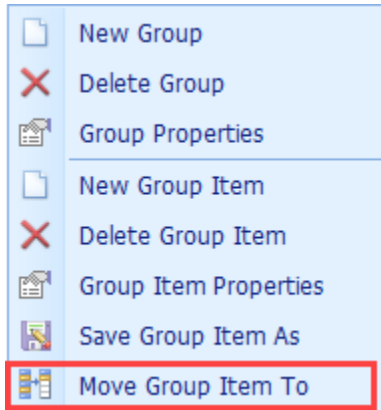 New Group
Delete Group
Group Properties
New Group Item
Delete Group Item
Group Item Properties
Save Group Item As
Move Group Item To